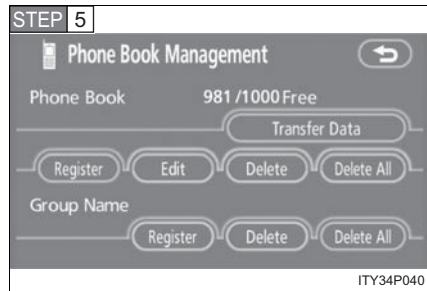 STEP 5
Phone Book Management
Phone Book 981/1000 Free
Transfer Data
Register Edit Delete Delete All
Group Name
Register Delete Delete All
ITY34P040